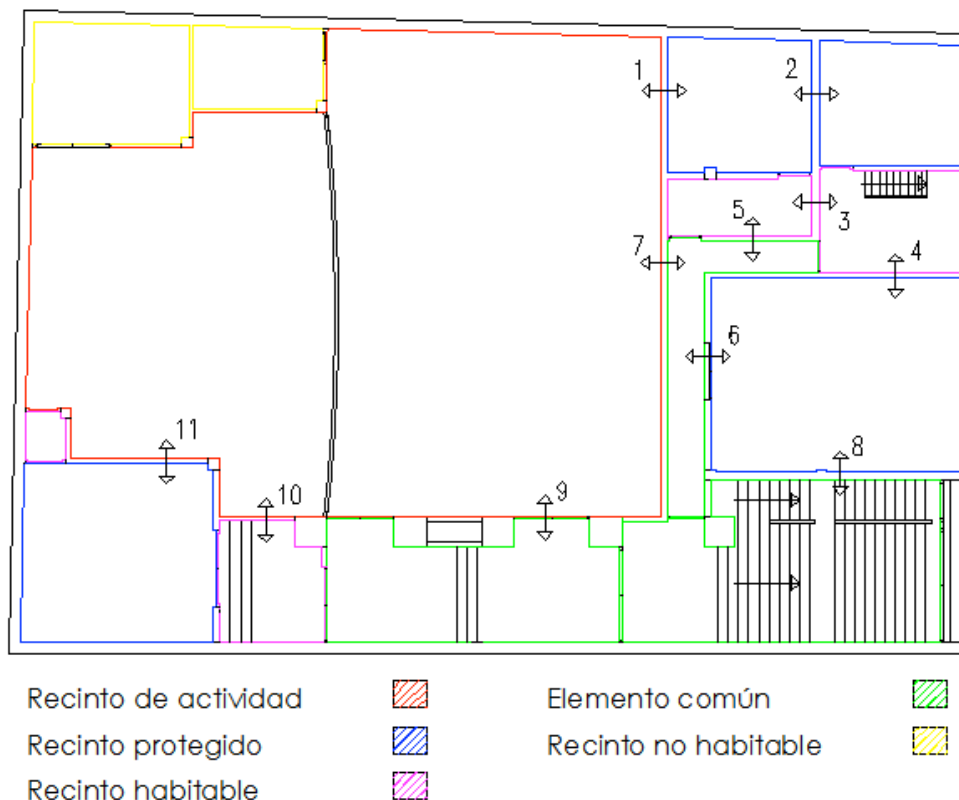 1
2
3
4
5
6
7
8
9
10
11
Recinto de actividad
Elemento común
Recinto protegido
Recinto no habitable
Recinto habitable